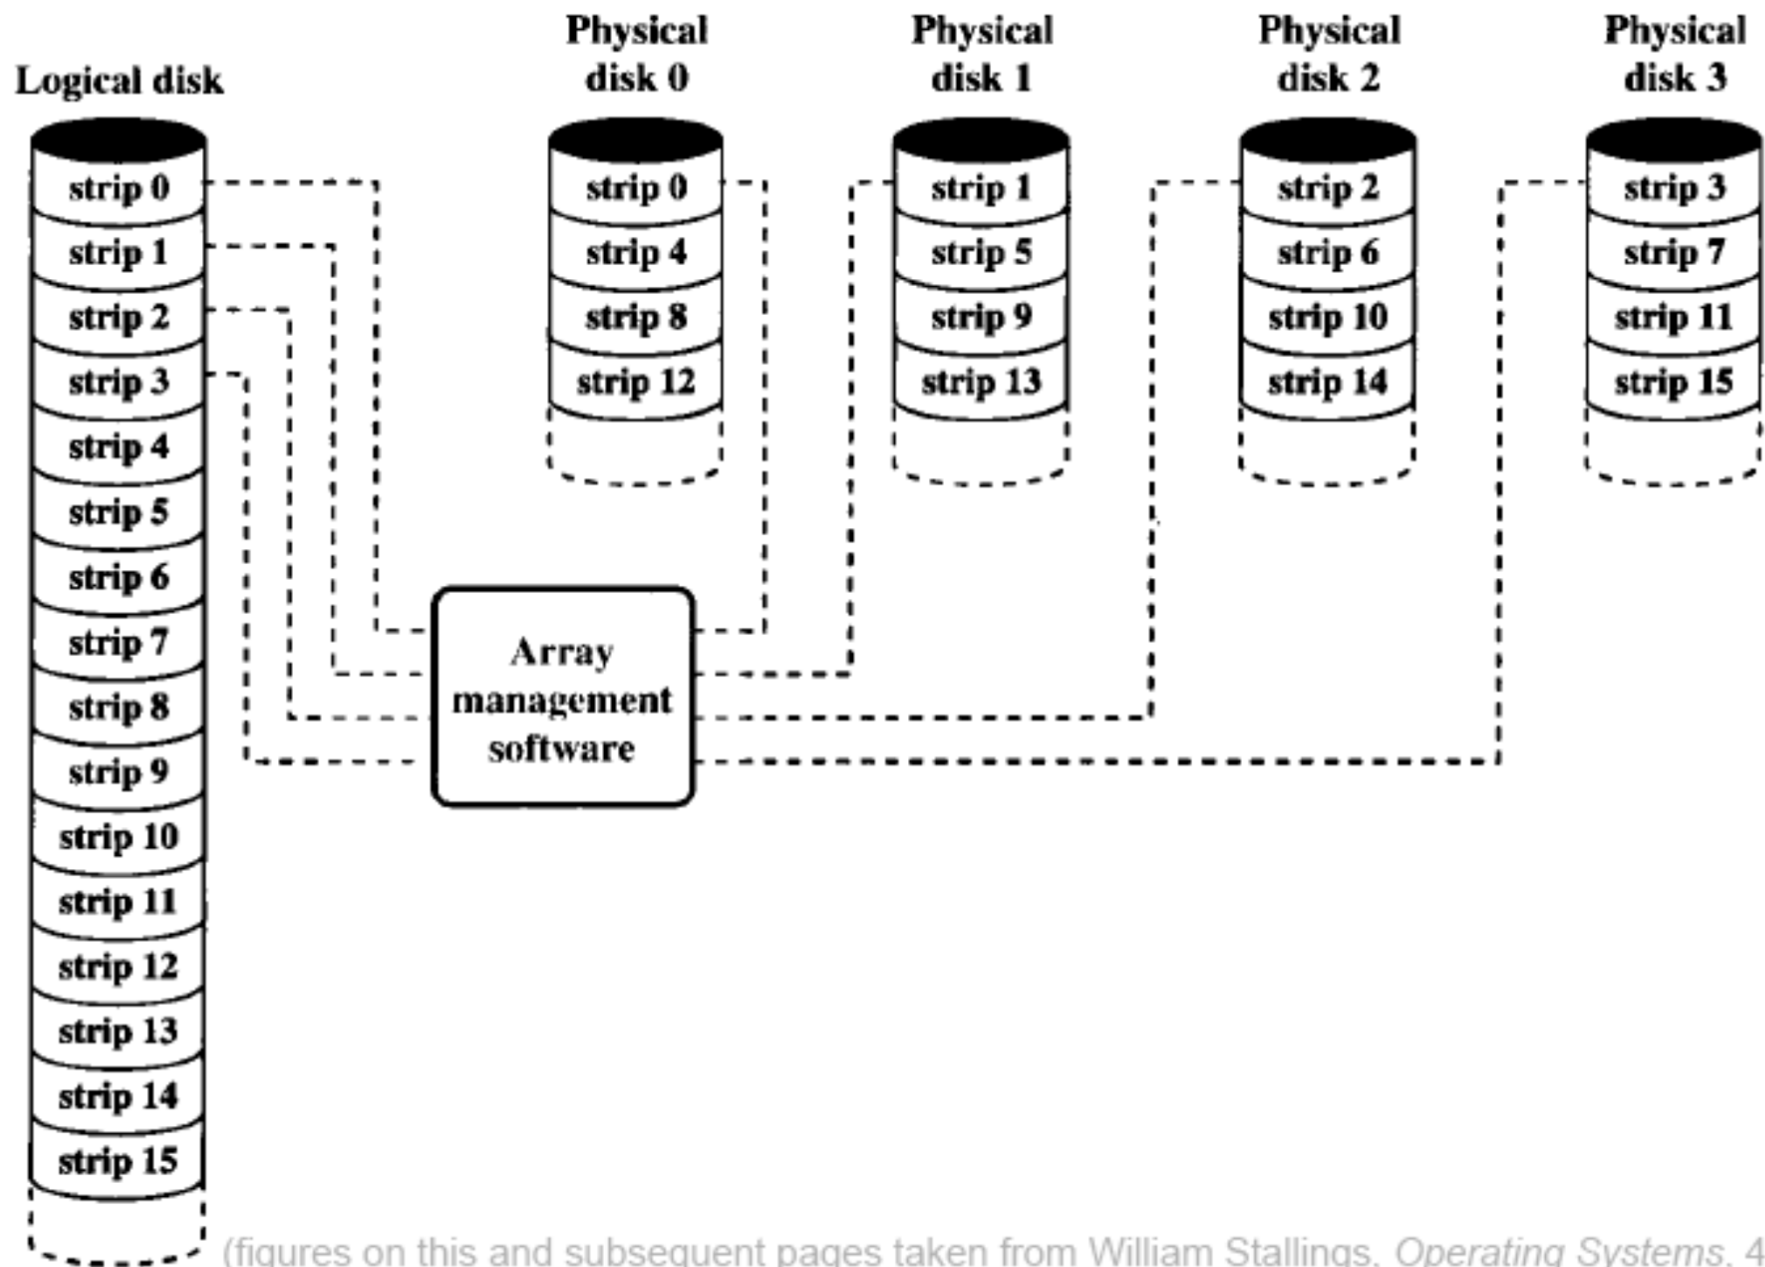 Logical disk
strip 0
strip 1
strip 2
strip 3
strip 4
strip 5
strip 6
strip 7
strip 8
strip 9
strip 10
strip 11
strip 12
strip 13
strip 14
strip 15
Physical
disk 0
strip 0
strip 4
strip 8
strip 12
Physical
disk 1
strip 1
strip 5
strip 9
strip 13
Physical
disk 2
strip 2
strip 6
strip 10
strip 14
Physical
disk 3
strip 3
strip 7
strip 11
strip 15
Array
management
software
(figures on this and subsequent pages taken from William Stallings, Operating Systems, 4